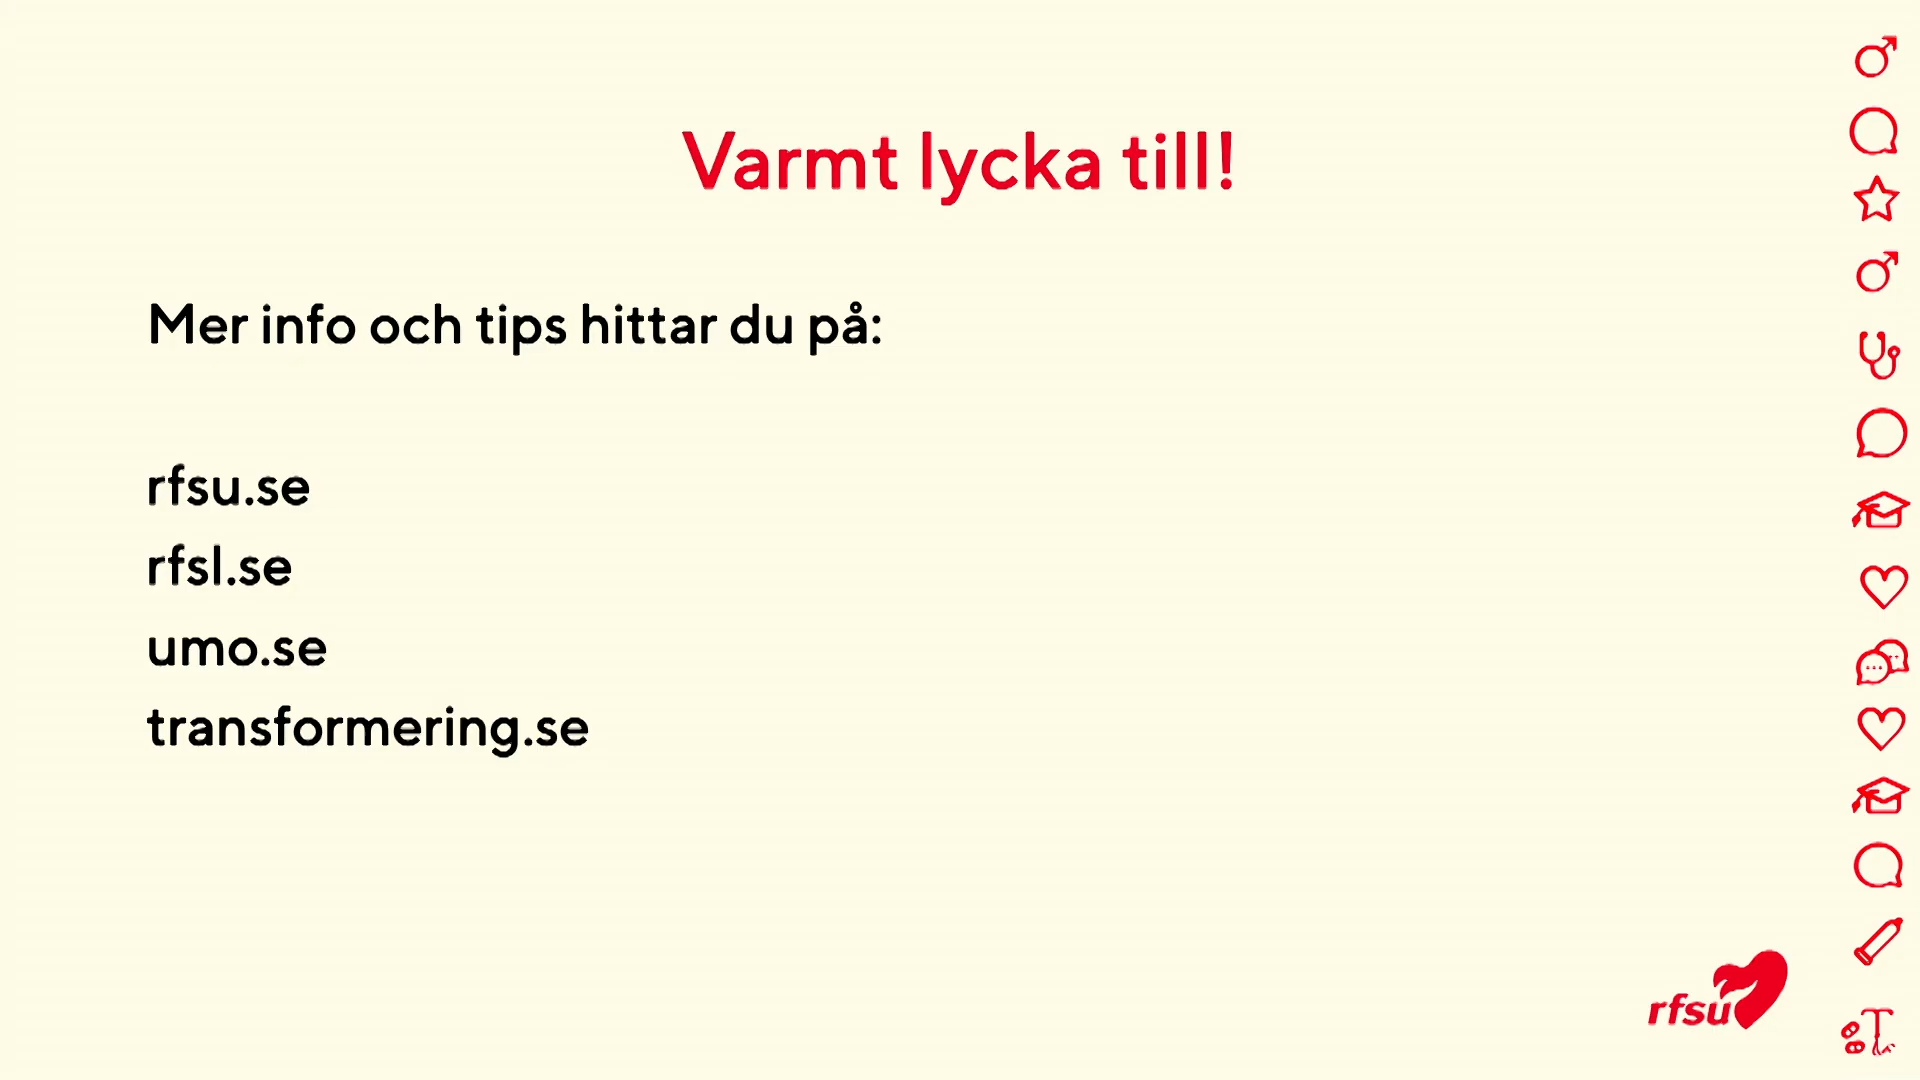 Varmt lycka till!
Mer info och tips hittar du på:
rfsu.se
rfsl.se
umo.se
transformering.se
rfsu